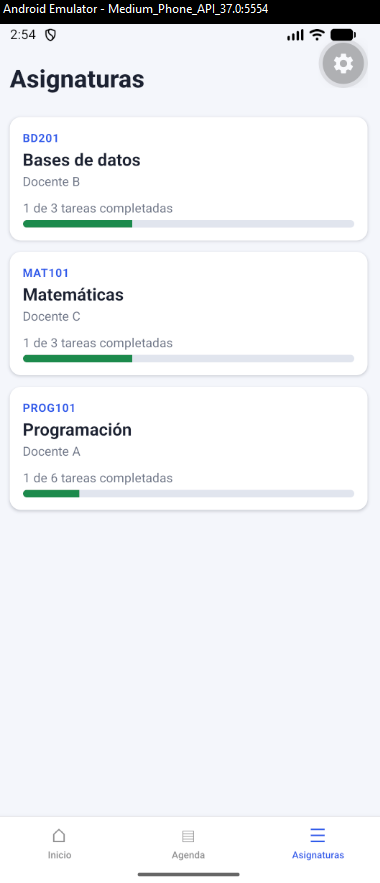 Android Emulator - Medium_Phone_API_37.0:5554
2:54
Asignaturas
BD201
Bases de datos
Docente B
1 de 3 tareas completadas
MAT101
Matemáticas
Docente C
1 de 3 tareas completadas
PROG101
Programación
Docente A
1 de 6 tareas completadas
Inicio
Agenda
Asignaturas